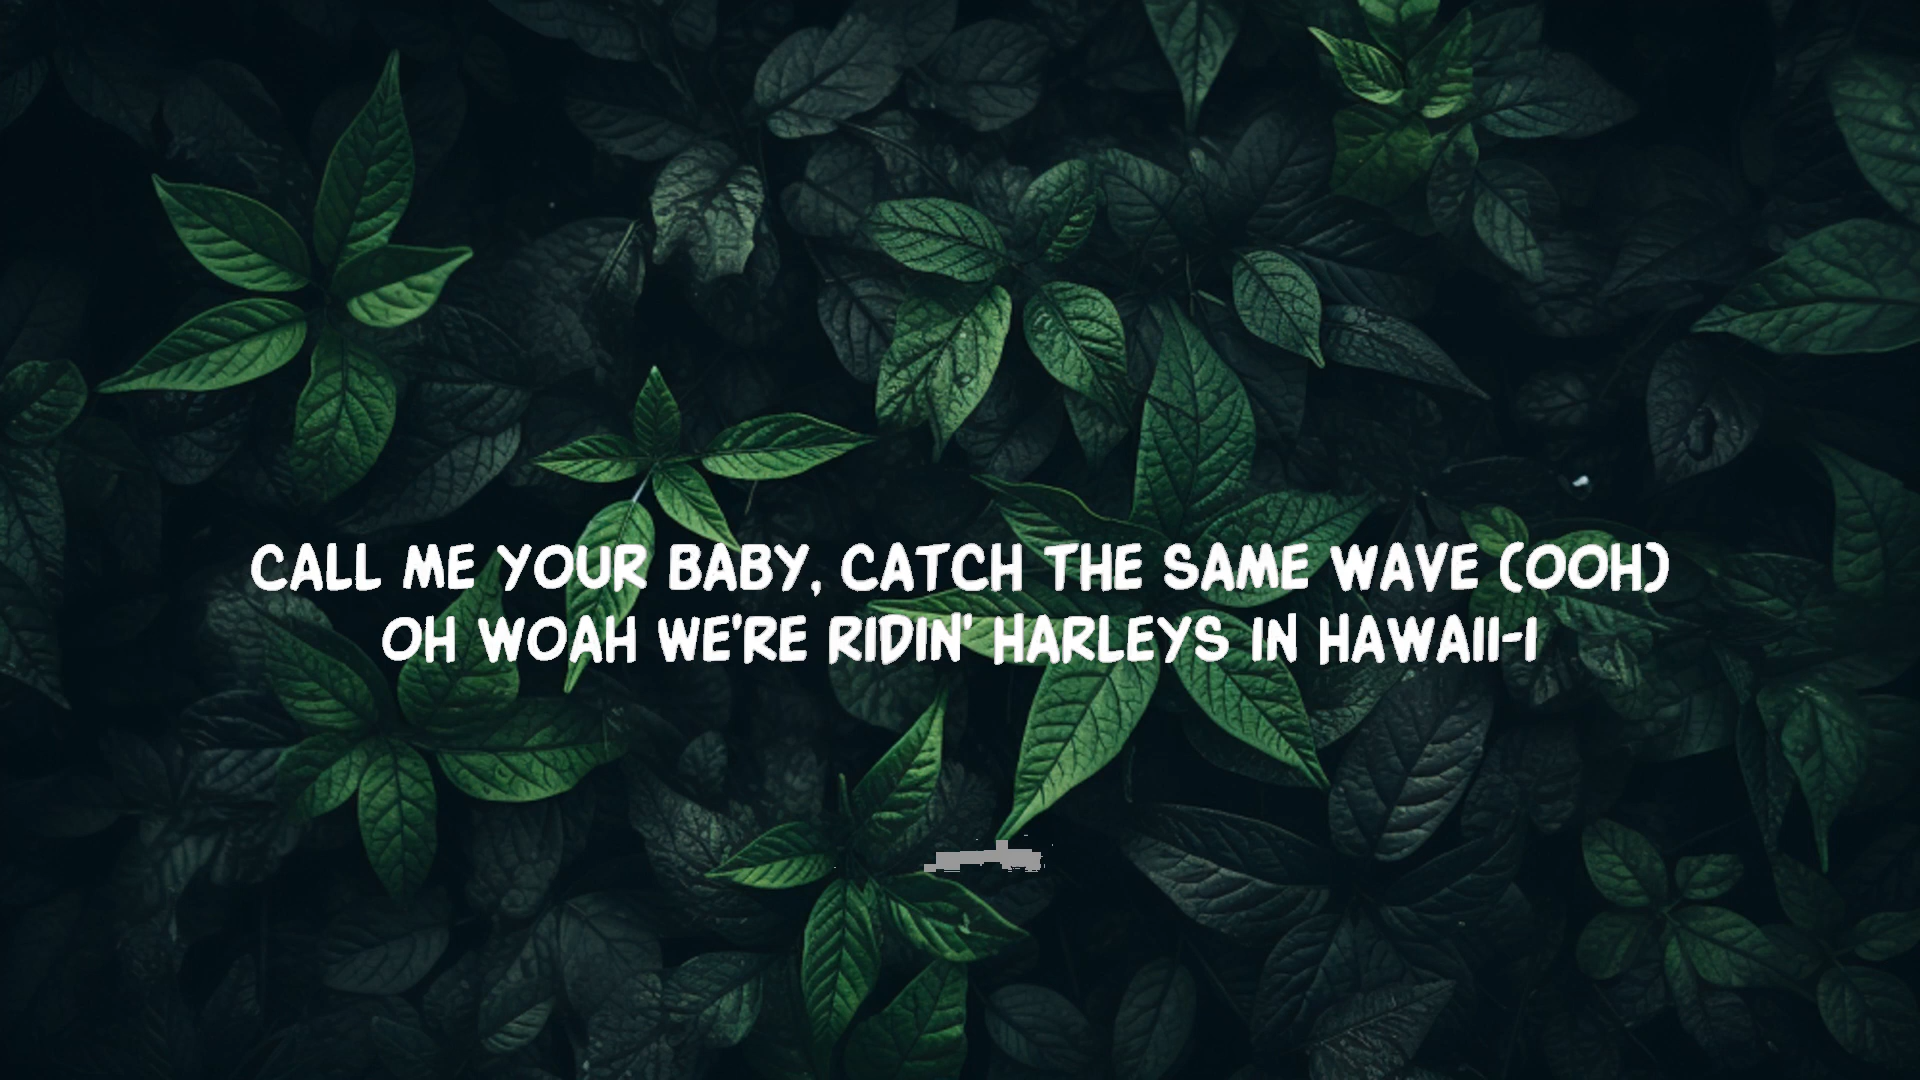 CALL ME YOUR BABY, CATCH THE SAME WAVE (OOH)
OH WOAH WE'RE RIDIN' HARLEYS IN HAWAII-I